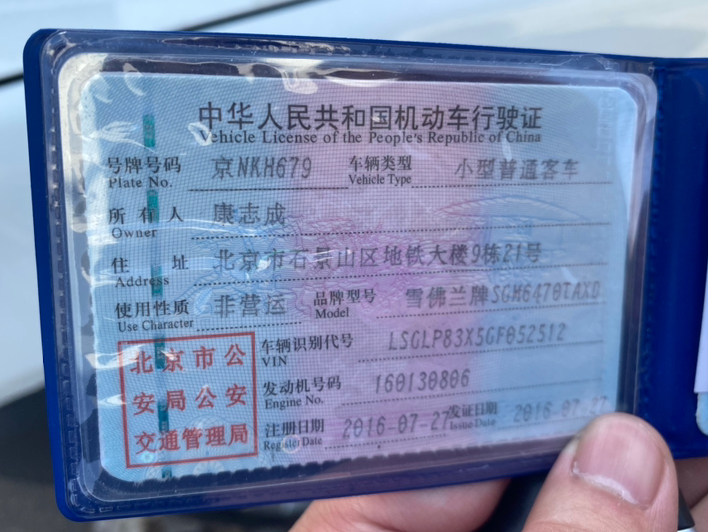 中华人民共和国机动车行驶证
Vehicle License of the People's Republic of China
号牌号码 京NKH679 车辆类型 小型普通客车
Plate No. Vehicle Type
所有人 康志成
Owner
住址 北京市石景山区地铁大楼9栋21号
Address
使用性质 非营运 品牌型号 雪佛兰牌SGM6470TAXD
Use Character Model
车辆识别代号 LSGLP83X5GF052512
VIN
发动机号码 160130806
Engine No.
注册日期 2016-07-27 发证日期 2016-07-27
Register Date Issue Date
北京市公
安局公安
交通管理局